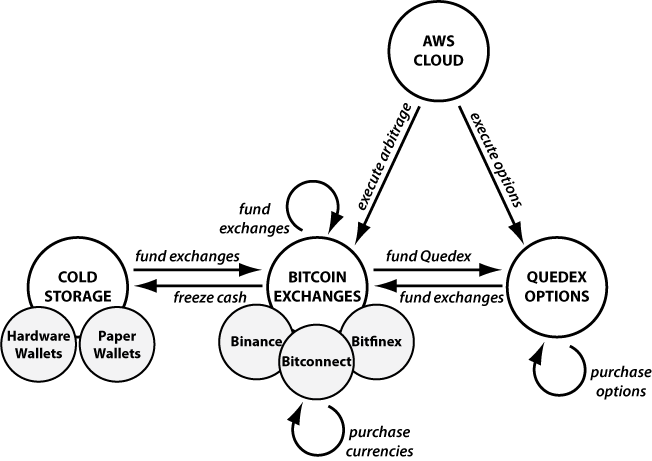 AWS
CLOUD
execute arbitrage
execute options
fund
exchanges
COLD
STORAGE
Hardware
Wallets
Paper
Wallets
fund exchanges
freeze cash
BITCOIN
EXCHANGES
Binance
Bitconnect
Bitfinex
fund Quedex
fund exchanges
QUEDEX
OPTIONS
purchase
options
purchase
currencies